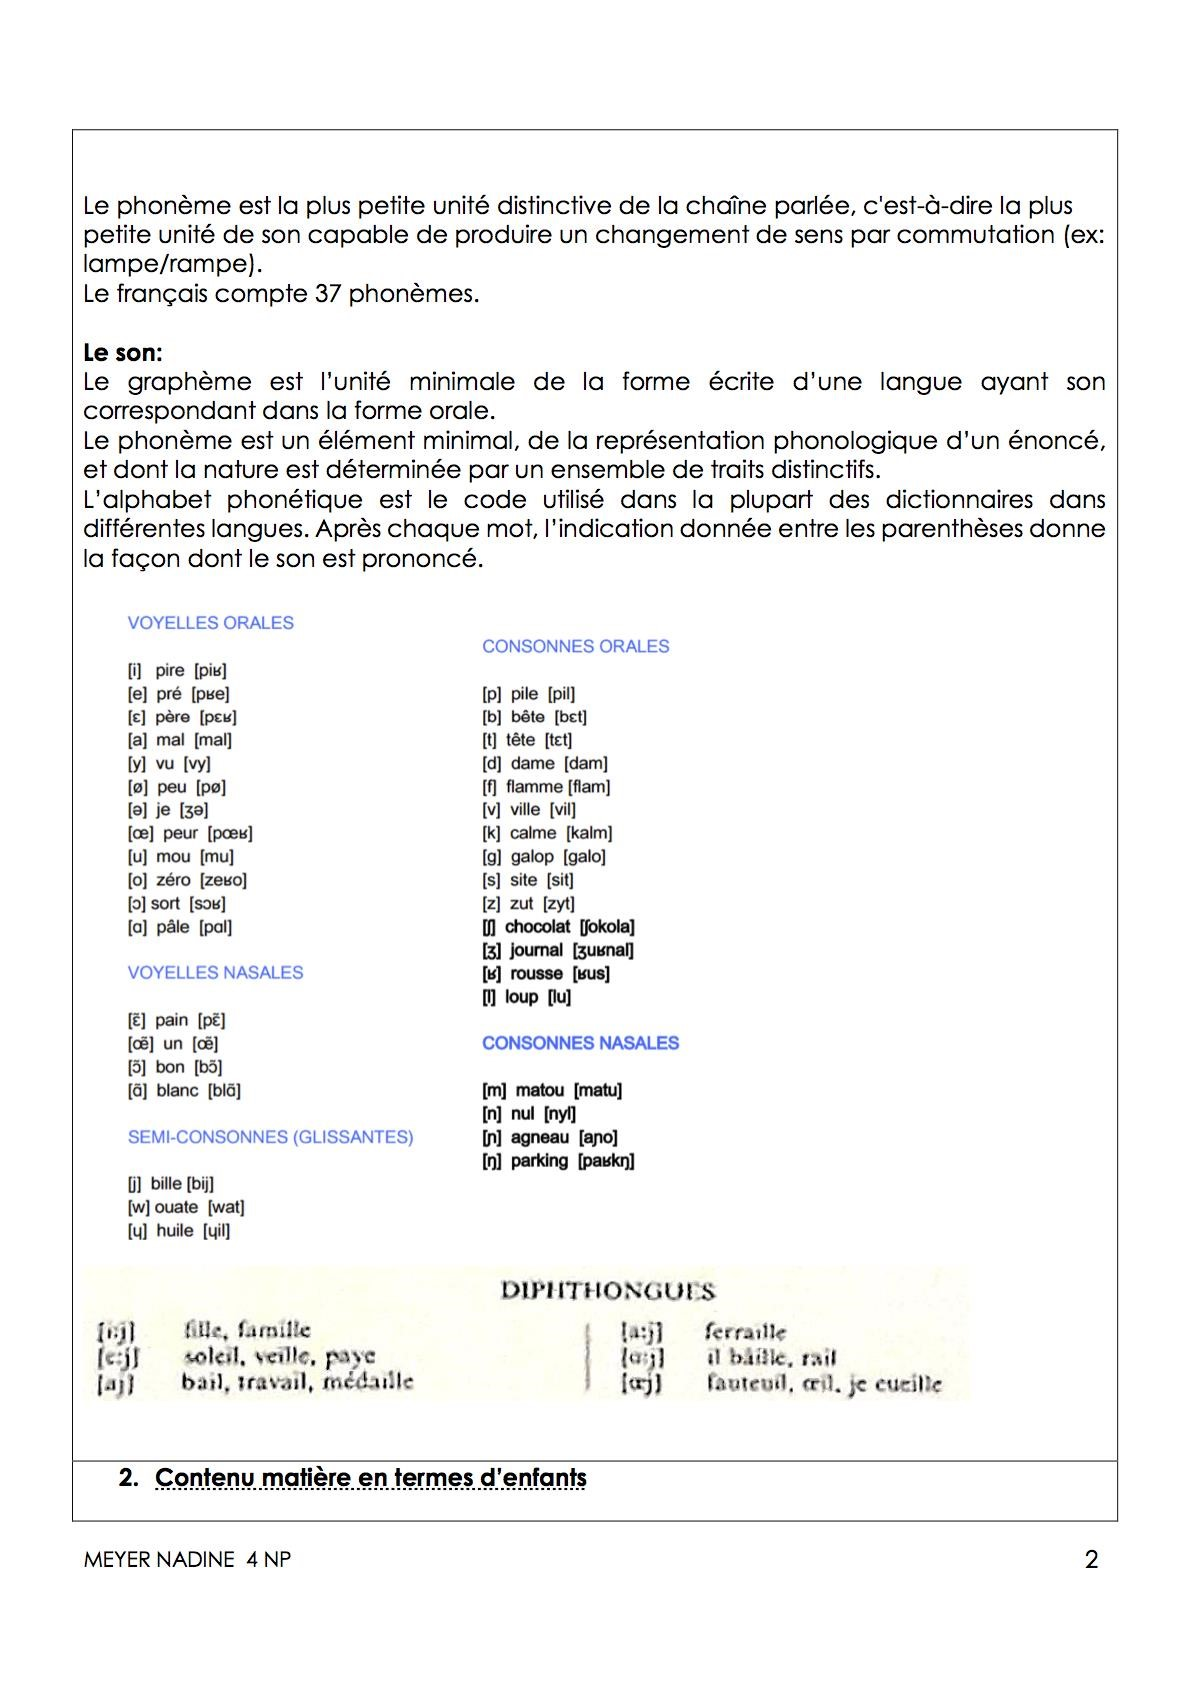 Le phonème est la plus petite unité distinctive de la chaîne parlée, c'est-à-dire la plus
petite unité de son capable de produire un changement de sens par commutation (ex:
lampe/rampe).
Le français compte 37 phonèmes.
Le son:
Le graphème est l’unité minimale de la forme écrite d’une langue ayant son
correspondant dans la forme orale.
Le phonème est un élément minimal, de la représentation phonologique d’un énoncé,
et dont la nature est déterminée par un ensemble de traits distinctifs.
L’alphabet phonétique est le code utilisé dans la plupart des dictionnaires dans
différentes langues. Après chaque mot, l’indication donnée entre les parenthèses donne
la façon dont le son est prononcé.
VOYELLES ORALES
[i] pire [piʁ]
[e] pré [pʁe]
[ɛ] père [pɛʁ]
[a] mal [mal]
[y] vu [vy]
[ø] peu [pø]
[ə] je [ʒə]
[œ] peur [pœʁ]
[u] mou [mu]
[o] zéro [zeʁo]
[ɔ] sort [sɔʁ]
[ɑ] pâle [pɑl]
VOYELLES NASALES
[ɛ̃] pain [pɛ̃]
[œ̃] un [œ̃]
[ɔ̃] bon [bɔ̃]
[ɑ̃] blanc [blɑ̃]
SEMI-CONSONNES (GLISSANTES)
[j] bille [bij]
[w] ouate [wat]
[ɥ] huile [ɥil]
CONSONNES ORALES
[p] pile [pil]
[b] bête [bɛt]
[t] tête [tɛt]
[d] dame [dam]
[f] flamme [flam]
[v] ville [vil]
[k] calme [kalm]
[g] galop [galo]
[s] site [sit]
[z] zut [zyt]
[ʃ] chocolat [ʃokola]
[ʒ] journal [ʒuʁnal]
[ʁ] rousse [ʁus]
[l] loup [lu]
CONSONNES NASALES
[m] matou [matu]
[n] nul [nyl]
[ɲ] agneau [aɲo]
[ŋ] parking [paʁkŋ]
DIPHTHONGUES
[i:j] fille, famille
[e:j] soleil, veille, paye
[aj] bail, travail, médaille
[a:j] ferraille
[ɑ:j] il bâille, rail
[œj] fauteuil, œil, je cueille
2. Contenu matière en termes d’enfants
MEYER NADINE 4 NP
2